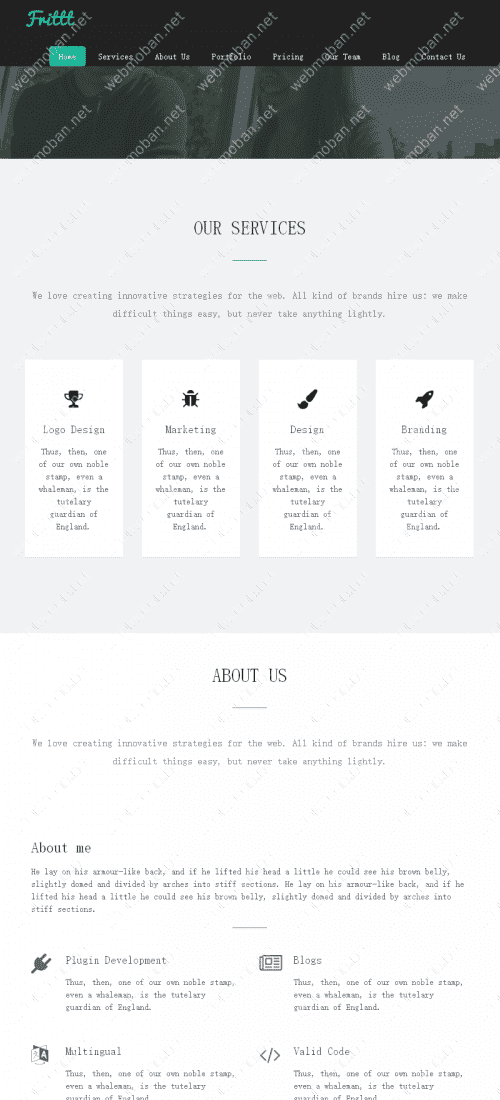 Frittt
Home Services About Us Portfolio Pricing Our Team Blog Contact Us
webmoban.net webmoban.net webmoban.net
OUR SERVICES
We love creating innovative strategies for the web. All kind of brands hire us: we make
difficult things easy, but never take anything lightly.
Logo Design
Thus, then, one
of our own noble
stamp, even a
whaleman, is the
tutelary
guardian of
England.
Marketing
Thus, then, one
of our own noble
stamp, even a
whaleman, is the
tutelary
guardian of
England.
Design
Thus, then, one
of our own noble
stamp, even a
whaleman, is the
tutelary
guardian of
England.
Branding
Thus, then, one
of our own noble
stamp, even a
whaleman, is the
tutelary
guardian of
England.
ABOUT US
We love creating innovative strategies for the web. All kind of brands hire us: we make
difficult things easy, but never take anything lightly.
About me
He lay on his armour-like back, and if he lifted his head a little he could see his brown belly,
slightly domed and divided by arches into stiff sections. He lay on his armour-like back, and if he
lifted his head a little he could see his brown belly, slightly domed and divided by arches into
stiff sections.
Plugin Development
Thus, then, one of our own noble stamp,
even a whaleman, is the tutelary
guardian of England.
Blogs
Thus, then, one of our own noble stamp,
even a whaleman, is the tutelary
guardian of England.
Multingual
Thus, then, one of our own noble stamp,
even a whaleman, is the tutelary
guardian of England.
Valid Code
Thus, then, one of our own noble stamp,
even a whaleman, is the tutelary
guardian of England.